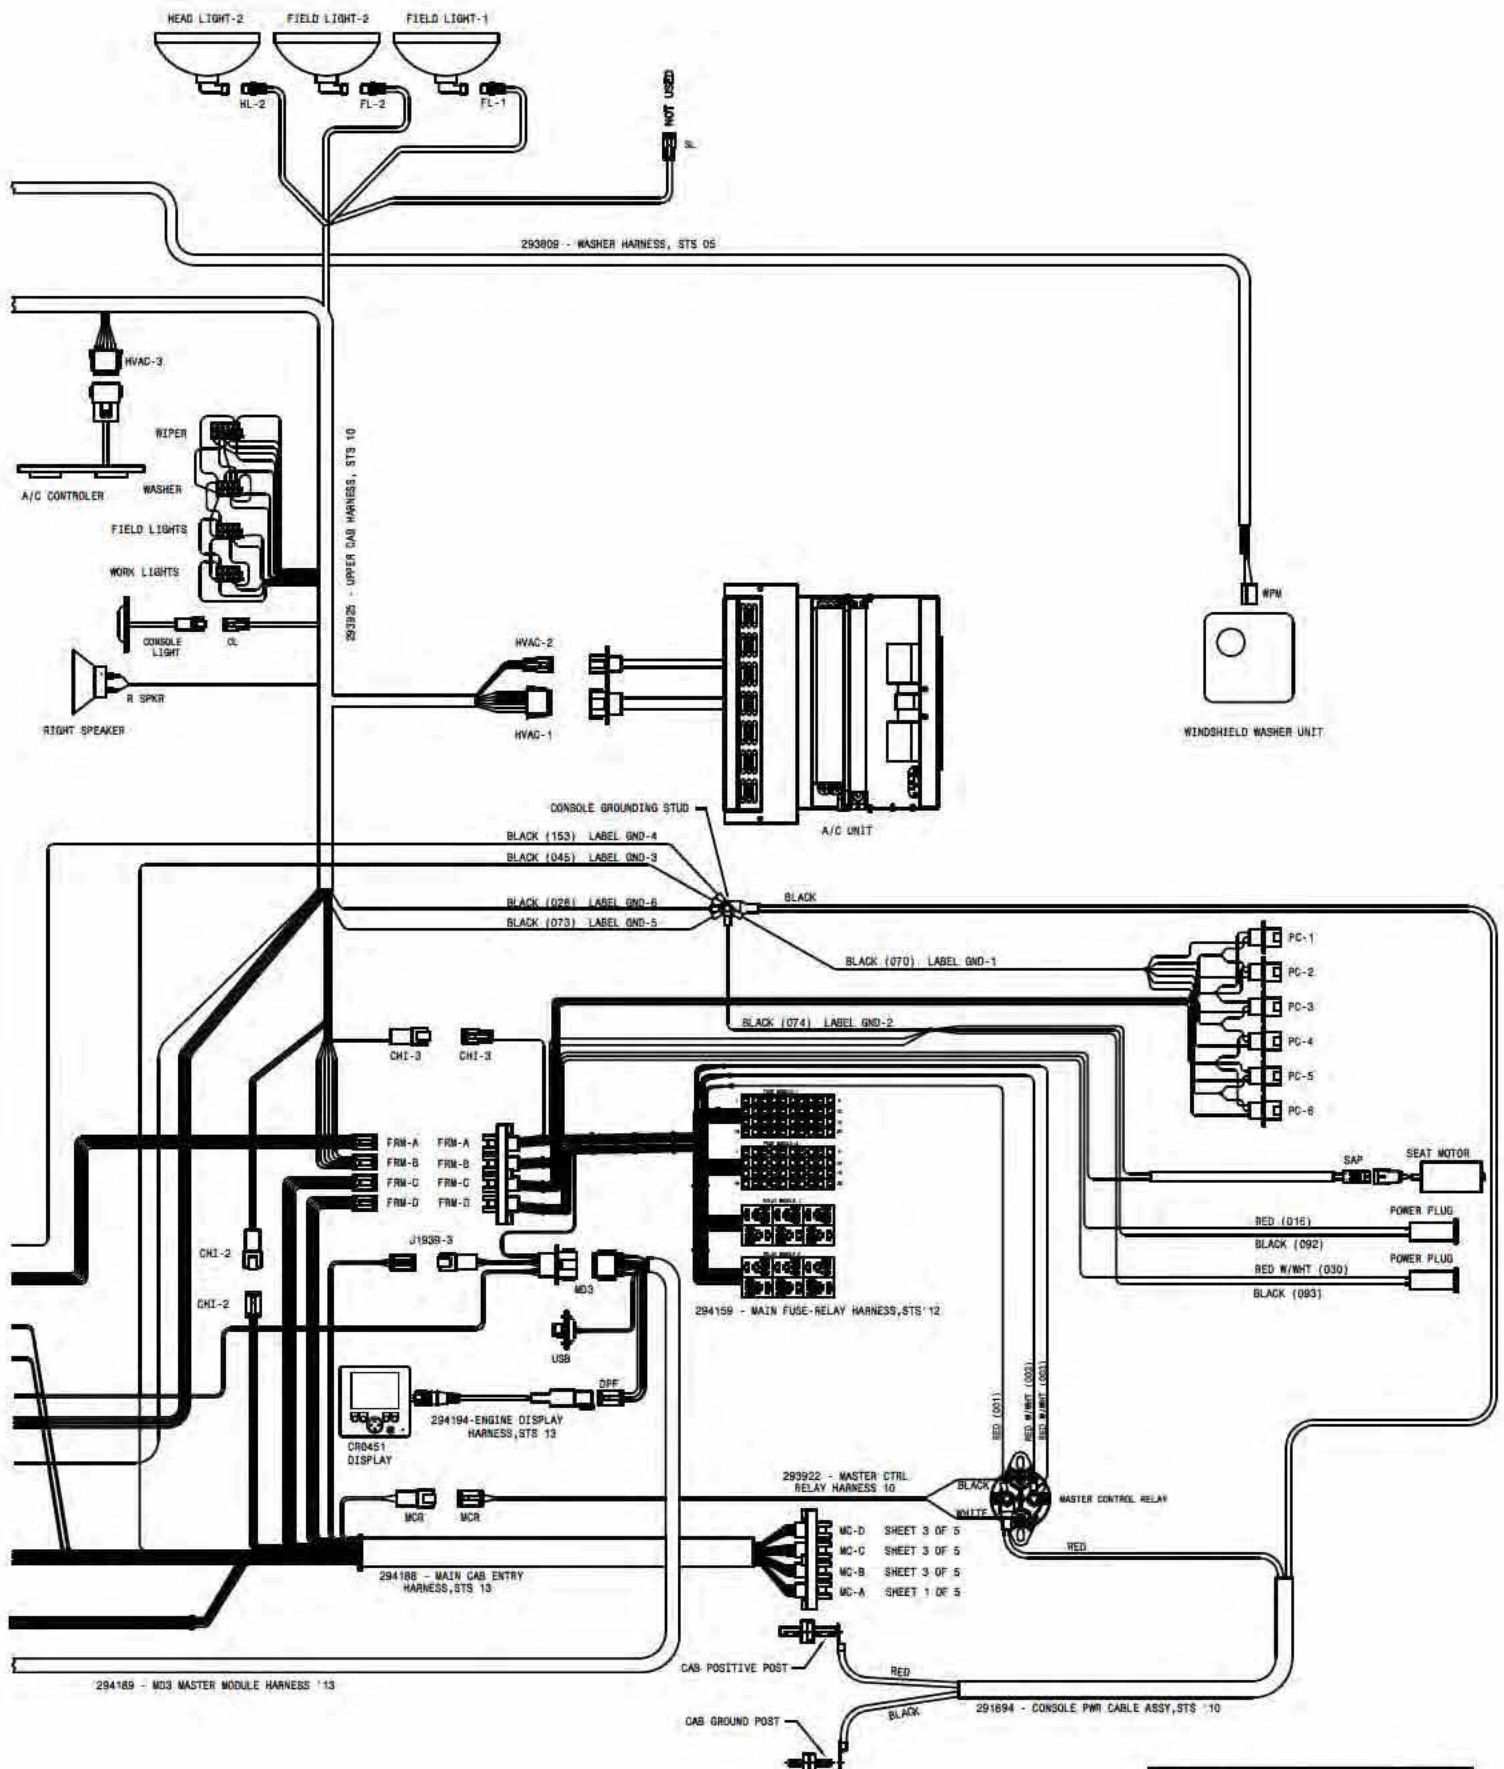 HEAD LIGHT-2
FIELD LIGHT-2
FIELD LIGHT-1
HL-2
FL-2
FL-1
NOT USED
SL
293809 - WASHER HARNESS, STS 05
HVAC-3
A/C CONTROLER
WIPER
WASHER
FIELD LIGHTS
WORK LIGHTS
293925 - UPPER CAB HARNESS, STS 10
CONSOLE
LIGHT
CL
R SPKR
RIGHT SPEAKER
HVAC-2
HVAC-1
A/C UNIT
WPM
WINDSHIELD WASHER UNIT
CONSOLE GROUNDING STUD
BLACK (153) LABEL GND-4
BLACK (045) LABEL GND-3
BLACK (028) LABEL GND-6
BLACK (073) LABEL GND-5
BLACK
BLACK (070) LABEL GND-1
BLACK (074) LABEL GND-2
PC-1
PC-2
PC-3
PC-4
PC-5
PC-6
CHI-3
CHI-3
FRM-A
FRM-A
FRM-B
FRM-B
FRM-C
FRM-C
FRM-D
FRM-D
SAP
SEAT MOTOR
POWER PLUG
RED (016)
BLACK (092)
POWER PLUG
RED W/WHT (030)
BLACK (093)
CHI-2
CHI-2
J1939-3
MD3
USB
DPF
294159 - MAIN FUSE-RELAY HARNESS,STS'12
294194-ENGINE DISPLAY
HARNESS,STS 13
CR0451
DISPLAY
RED (001)
RED W/WHT (002)
RED W/WHT (003)
293922 - MASTER CTRL
RELAY HARNESS 10
BLACK
WHITE
MASTER CONTROL RELAY
RED
MCR
MCR
MC-D SHEET 3 OF 5
MC-C SHEET 3 OF 5
MC-B SHEET 3 OF 5
MC-A SHEET 1 OF 5
294188 - MAIN CAB ENTRY
HARNESS,STS 13
CAB POSITIVE POST
RED
BLACK
CAB GROUND POST
294189 - MD3 MASTER MODULE HARNESS '13
291694 - CONSOLE PWR CABLE ASSY,STS '10